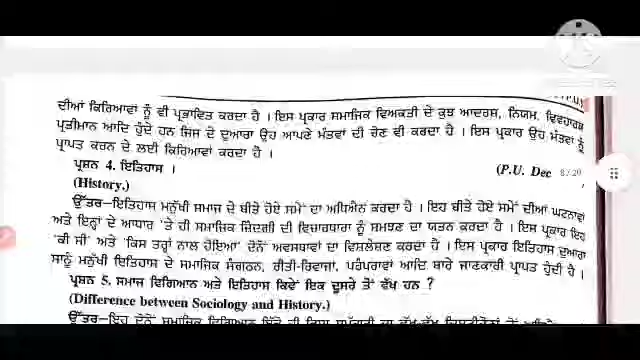 ਦੀਆਂ ਕਿਰਿਆਵਾਂ ਨੂੰ ਵੀ ਪ੍ਰਭਾਵਿਤ ਕਰਦਾ ਹੈ । ਇਸ ਪ੍ਰਕਾਰ ਸਮਾਜਿਕ ਵਿਅਕਤੀ ਦੇ ਕੁਝ ਆਦਰਸ਼, ਨਿਯਮ, ਵਿਵਹਾਰਕ
ਪ੍ਰਤੀਮਾਨ ਆਦਿ ਹੁੰਦੇ ਹਨ ਜਿਸ ਦੇ ਦੁਆਰਾ ਉਹ ਆਪਣੇ ਮੰਤਵਾਂ ਦੀ ਚੋਣ ਵੀ ਕਰਦਾ ਹੈ । ਇਸ ਪ੍ਰਕਾਰ ਉਹ ਮੰਤਵਾਂ ਨੂੰ
ਪ੍ਰਾਪਤ ਕਰਨ ਦੇ ਲਈ ਕਿਰਿਆਵਾਂ ਕਰਦਾ ਹੈ ।
ਪ੍ਰਸ਼ਨ 4. ਇਤਿਹਾਸ । (P.U. Dec
(History.)
ਉੱਤਰ–ਇਤਿਹਾਸ ਮਨੁੱਖੀ ਸਮਾਜ ਦੇ ਬੀਤੇ ਹੋਏ ਸਮੇਂ ਦਾ ਅਧਿਐਨ ਕਰਦਾ ਹੈ । ਇਹ ਬੀਤੇ ਹੋਏ ਸਮੇਂ ਦੀਆਂ ਘਟਨਾਵਾਂ
ਅਤੇ ਇਨ੍ਹਾਂ ਦੇ ਆਧਾਰ 'ਤੇ ਹੀ ਸਮਾਜਿਕ ਜ਼ਿੰਦਗੀ ਦੀ ਵਿਚਾਰਧਾਰਾ ਨੂੰ ਸਮਝਣ ਦਾ ਯਤਨ ਕਰਦਾ ਹੈ । ਇਸ ਪ੍ਰਕਾਰ ਇਹ
'ਕੀ ਸੀ' ਅਤੇ 'ਕਿਸ ਤਰ੍ਹਾਂ ਨਾਲ ਹੋਇਆ' ਦੋਨੋਂ ਅਵਸਥਾਵਾਂ ਦਾ ਵਿਸ਼ਲੇਸ਼ਣ ਕਰਦਾ ਹੈ । ਇਸ ਪ੍ਰਕਾਰ ਇਤਿਹਾਸ ਦੁਆਰਾ
ਸਾਨੂੰ ਮਨੁੱਖੀ ਇਤਿਹਾਸ ਦੇ ਸਮਾਜਿਕ ਸੰਗਠਨ, ਰੀਤੀ-ਰਿਵਾਜਾਂ, ਪਰੰਪਰਾਵਾਂ ਆਦਿ ਬਾਰੇ ਜਾਣਕਾਰੀ ਪ੍ਰਾਪਤ ਹੁੰਦੀ ਹੈ ।
ਪ੍ਰਸ਼ਨ 5. ਸਮਾਜ ਵਿਗਿਆਨ ਅਤੇ ਇਤਿਹਾਸ ਕਿਵੇਂ ਇਕ ਦੂਸਰੇ ਤੋਂ ਵੱਖ ਹਨ ?
(Difference between Sociology and History.)
ਉੱਤਰ–ਇਹ ਦੋਨੋਂ ਸਮਾਜਿਕ ਵਿਗਿਆਨ